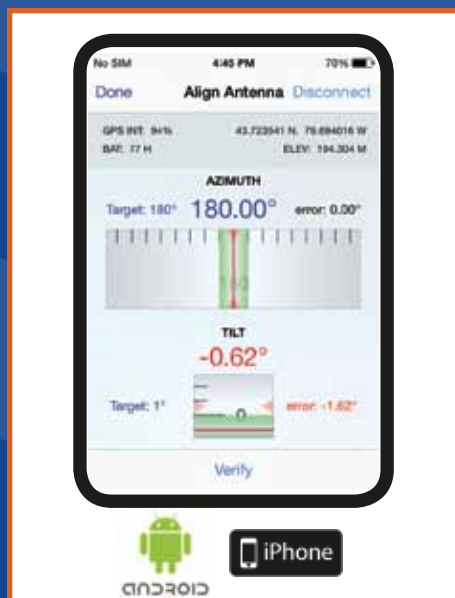 No SIM 4:45 PM 70%
Done Align Antenna Disconnect
GPS INT: 94% 43.723541 N, 79.694016 W
BAT: 77 H ELEV: 194.304 M
AZIMUTH
Target: 180° 180.00° error: 0.00°
180
TILT
-0.62°
Target: 1° 0 error: -1.62°
Verify
iPhone
ANDROID